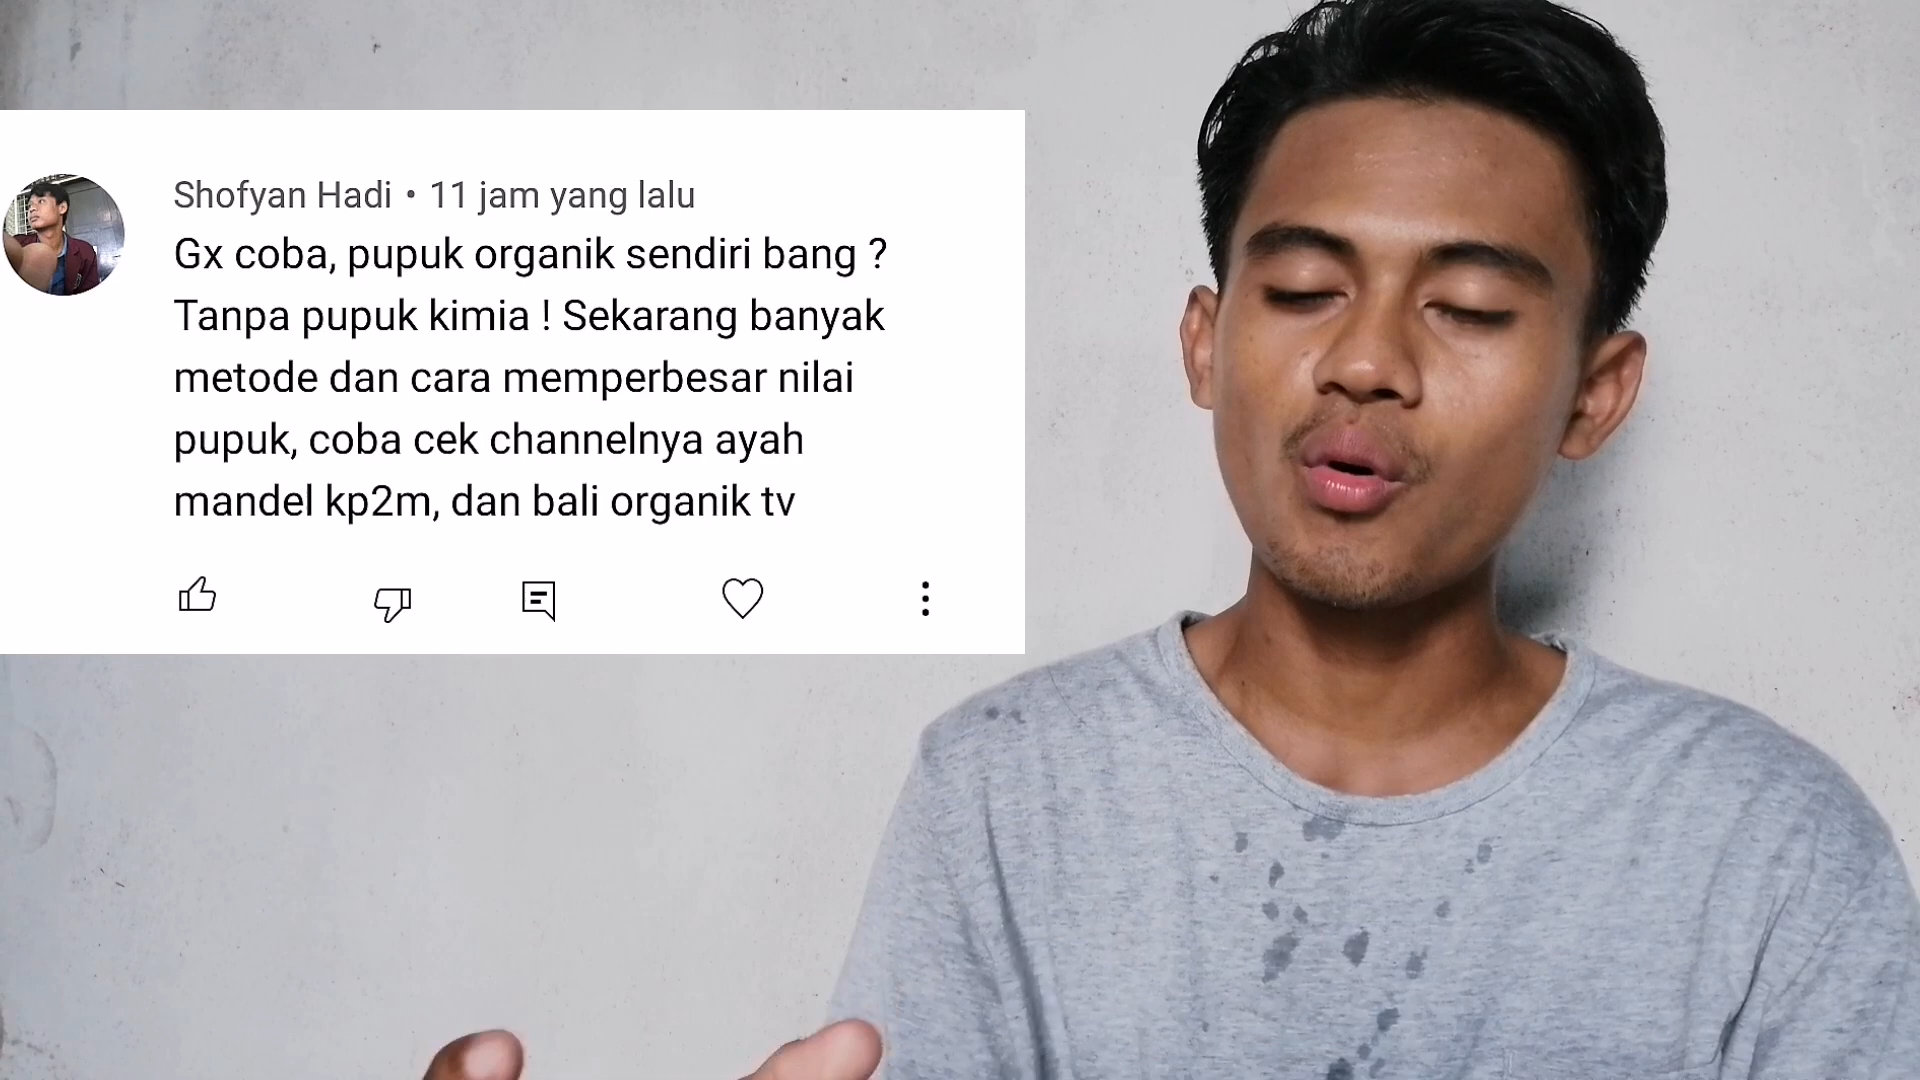 Shofyan Hadi • 11 jam yang lalu
Gx coba, pupuk organik sendiri bang ?
Tanpa pupuk kimia ! Sekarang banyak
metode dan cara memperbesar nilai
pupuk, coba cek channelnya ayah
mandel kp2m, dan bali organik tv